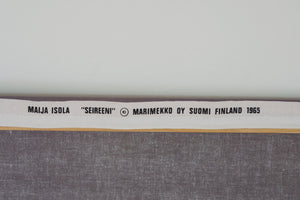 MAIJA ISOLA "SEIREENI" © MARIMEKKO OY SUOMI FINLAND 1965